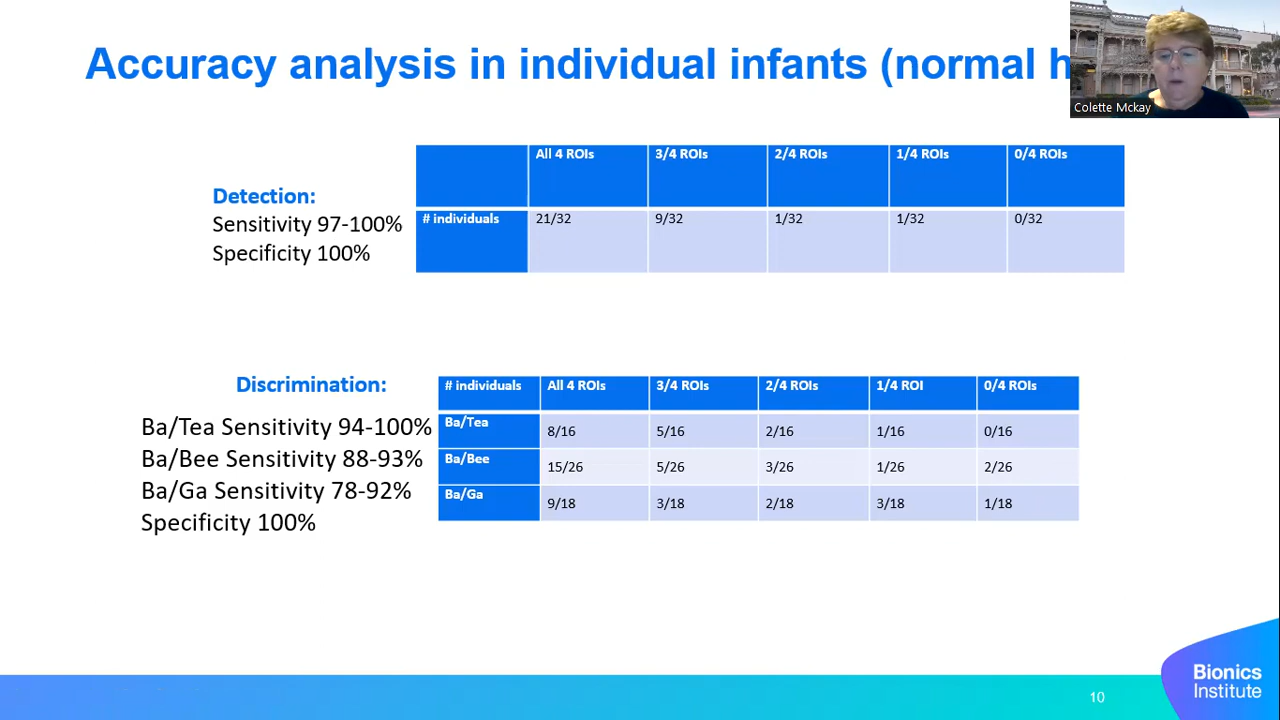 Accuracy analysis in individual infants (normal h
Colette Mckay
Detection:
Sensitivity 97-100%
Specificity 100%
All 4 ROIs 3/4 ROIs 2/4 ROIs 1/4 ROIs 0/4 ROIs
# individuals 21/32 9/32 1/32 1/32 0/32
Discrimination:
Ba/Tea Sensitivity 94-100%
Ba/Bee Sensitivity 88-93%
Ba/Ga Sensitivity 78-92%
Specificity 100%
# individuals All 4 ROIs 3/4 ROIs 2/4 ROIs 1/4 ROI 0/4 ROIs
Ba/Tea 8/16 5/16 2/16 1/16 0/16
Ba/Bee 15/26 5/26 3/26 1/26 2/26
Ba/Ga 9/18 3/18 2/18 3/18 1/18
Bionics
Institute
10